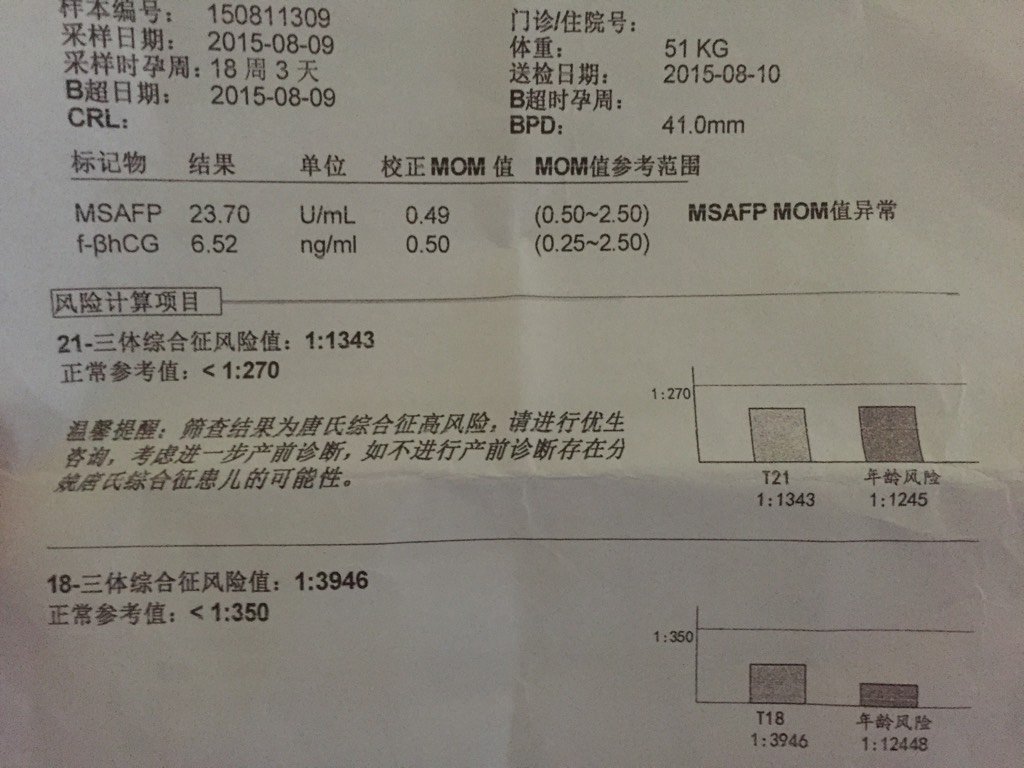 样本编号： 150811309
门诊/住院号：
采样日期： 2015-08-09
体重： 51 KG
采样时孕周：18 周 3 天
送检日期： 2015-08-10
B超日期： 2015-08-09
B超时孕周：
CRL：
BPD： 41.0mm
标记物 结果 单位 校正 MOM 值 MOM值参考范围
MSAFP 23.70 U/mL 0.49 (0.50~2.50) MSAFP MOM值异常
f-βhCG 6.52 ng/ml 0.50 (0.25~2.50)
风险计算项目
21-三体综合征风险值：1:1343
正常参考值：< 1:270
温馨提醒：筛查结果为唐氏综合征高风险，请进行优生
咨询，考虑进一步产前诊断，如不进行产前诊断存在分
娩唐氏综合征患儿的可能性。
1:270
T21 年龄风险
1:1343 1:1245
18-三体综合征风险值：1:3946
正常参考值：< 1:350
1:350
T18 年龄风险
1:3946 1:12448